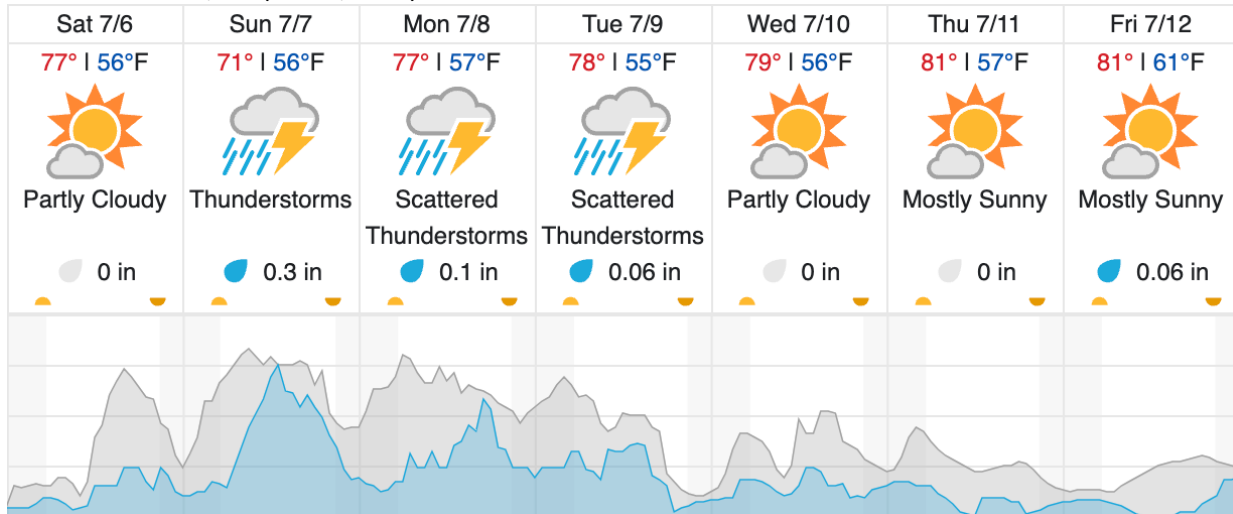 Sat 7/6
Sun 7/7
Mon 7/8
Tue 7/9
Wed 7/10
Thu 7/11
Fri 7/12
77° | 56°F
71° | 56°F
77° | 57°F
78° | 55°F
79° | 56°F
81° | 57°F
81° | 61°F
Partly Cloudy
Thunderstorms
Scattered
Thunderstorms
Scattered
Thunderstorms
Partly Cloudy
Mostly Sunny
Mostly Sunny
0 in
0.3 in
0.1 in
0.06 in
0 in
0 in
0.06 in